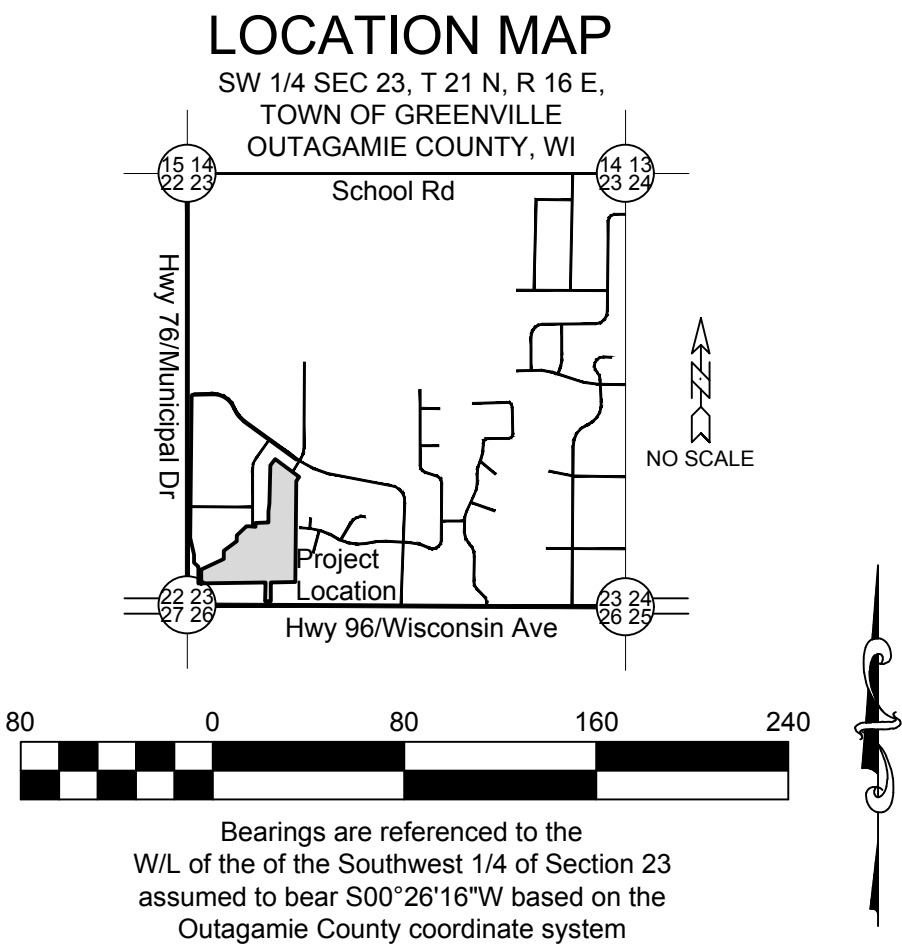 LOCATION MAP
SW 1/4 SEC 23, T 21 N, R 16 E,
TOWN OF GREENVILLE
OUTAGAMIE COUNTY, WI
15 14
22 23
14 13
23 24
School Rd
Hwy 76/Municipal Dr
N
NO SCALE
Project
Location
22 23
27 26
23 24
26 25
Hwy 96/Wisconsin Ave
80 0 80 160 240
Bearings are referenced to the
W/L of the of the Southwest 1/4 of Section 23
assumed to bear S00°26'16"W based on the
Outagamie County coordinate system